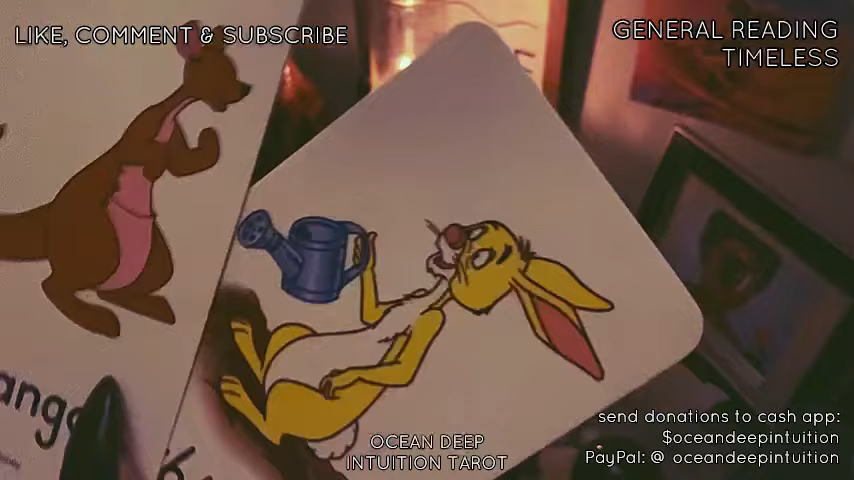 LIKE, COMMENT & SUBSCRIBE
GENERAL READING
TIMELESS
send donations to cash app:
$oceandeepintuition
PayPal: @ oceandeepintuition
OCEAN DEEP
INTUITION TAROT